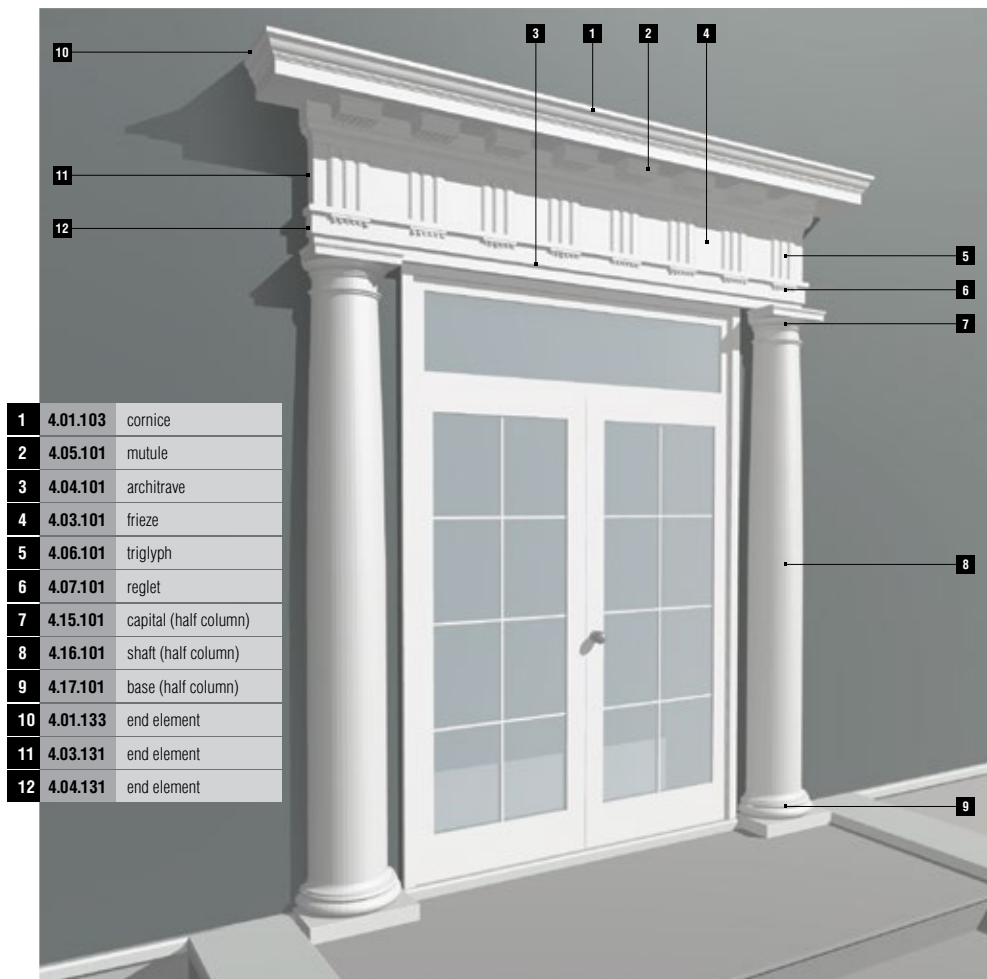 3 1 2 4
10
11
12
5
6
7
8
9
1 4.01.103 cornice
2 4.05.101 mutule
3 4.04.101 architrave
4 4.03.101 frieze
5 4.06.101 triglyph
6 4.07.101 reglet
7 4.15.101 capital (half column)
8 4.16.101 shaft (half column)
9 4.17.101 base (half column)
10 4.01.133 end element
11 4.03.131 end element
12 4.04.131 end element